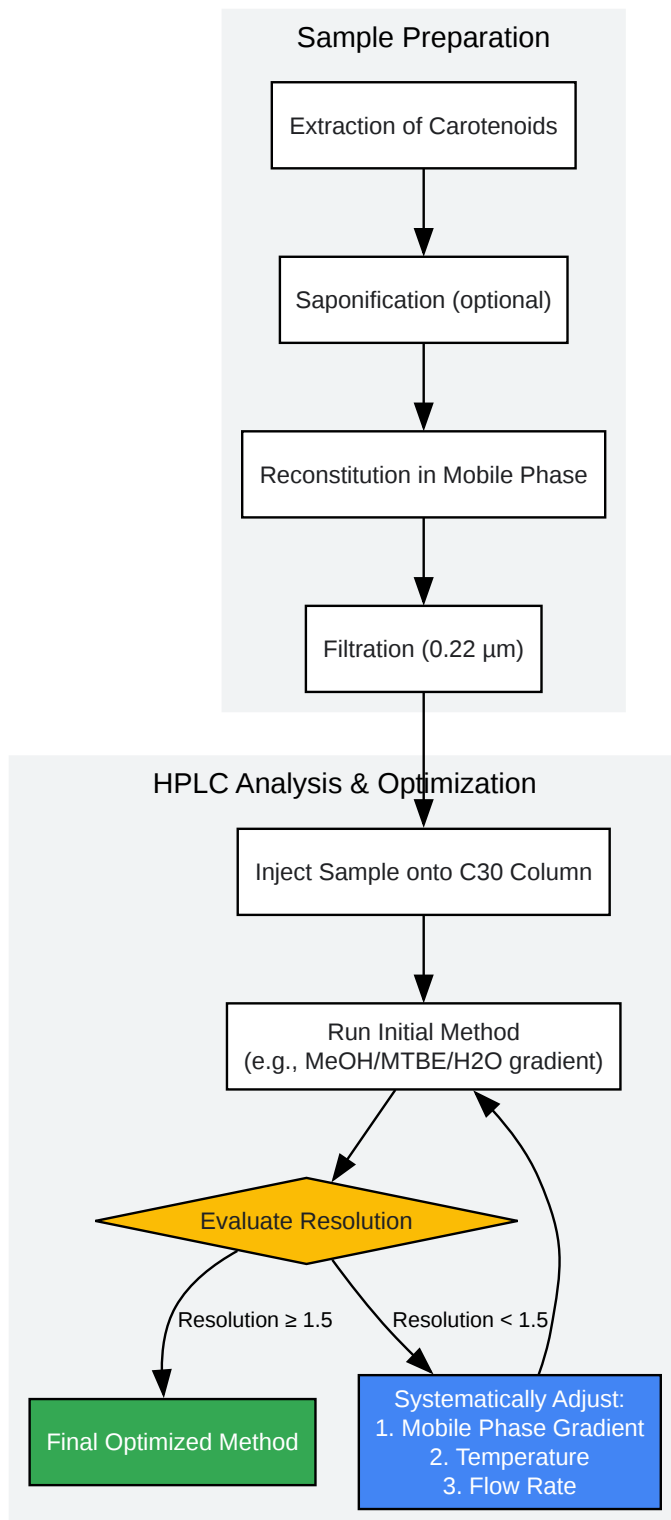 Sample Preparation
Extraction of Carotenoids
Saponification (optional)
Reconstitution in Mobile Phase
Filtration (0.22 µm)
HPLC Analysis & Optimization
Inject Sample onto C30 Column
Run Initial Method
(e.g., MeOH/MTBE/H2O gradient)
Evaluate Resolution
Resolution ≥ 1.5
Resolution < 1.5
Final Optimized Method
Systematically Adjust:
1. Mobile Phase Gradient
2. Temperature
3. Flow Rate